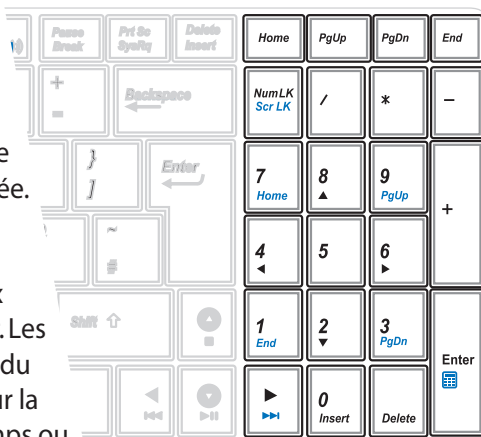 Pause Prt Sc Delete Home PgUp PgDn End
Break SysRq Insert
+ Backspace NumLK / * −
= Scr LK
e } Enter 7 8 9 +
ée. ] Home ▲ PgUp
~ 4 5 6
# ◀ ▶
x
. Les Shift 1 2 3 Enter
du End ▼ PgDn
r la 0
nps ou Insert Delete